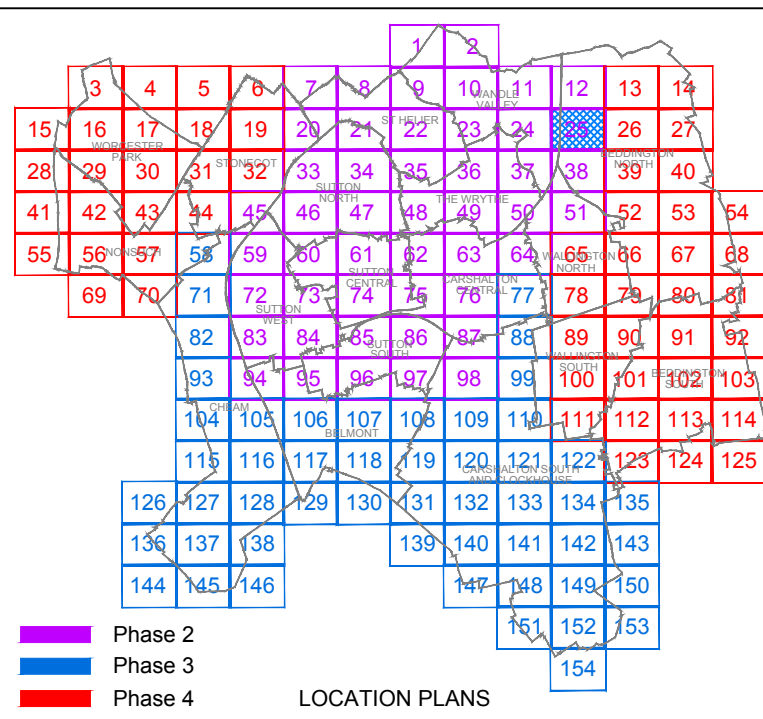 1 2
3 4 5 6 7 8 9 10 11 12 13 14
WANDLE
VALLEY
15 16 17 18 19 20 21 22 23 24 25 26 27
ST HELIER
WORCESTER
PARK
STONECOT
BEDDINGTON
NORTH
28 29 30 31 32 33 34 35 36 37 38 39 40
SUTTON
NORTH
THE WRYTHE
41 42 43 44 45 46 47 48 49 50 51 52 53 54
55 56 57 58 59 60 61 62 63 64 65 66 67 68
NONSUCH
WALLINGTON
NORTH
SUTTON
CENTRAL
CARSHALTON
CENTRAL
69 70 71 72 73 74 75 76 77 78 79 80 81
SUTTON
WEST
82 83 84 85 86 87 88 89 90 91 92
SUTTON
SOUTH
WALLINGTON
SOUTH
93 94 95 96 97 98 99 100 101 102 103
BEDDINGTON
SOUTH
CHEAM
104 105 106 107 108 109 110 111 112 113 114
BELMONT
115 116 117 118 119 120 121 122 123 124 125
CARSHALTON SOUTH
AND CLOCKHOUSE
126 127 128 129 130 131 132 133 134 135
136 137 138 139 140 141 142 143
144 145 146 147 148 149 150
151 152 153
154
Phase 2
Phase 3
Phase 4
LOCATION PLANS